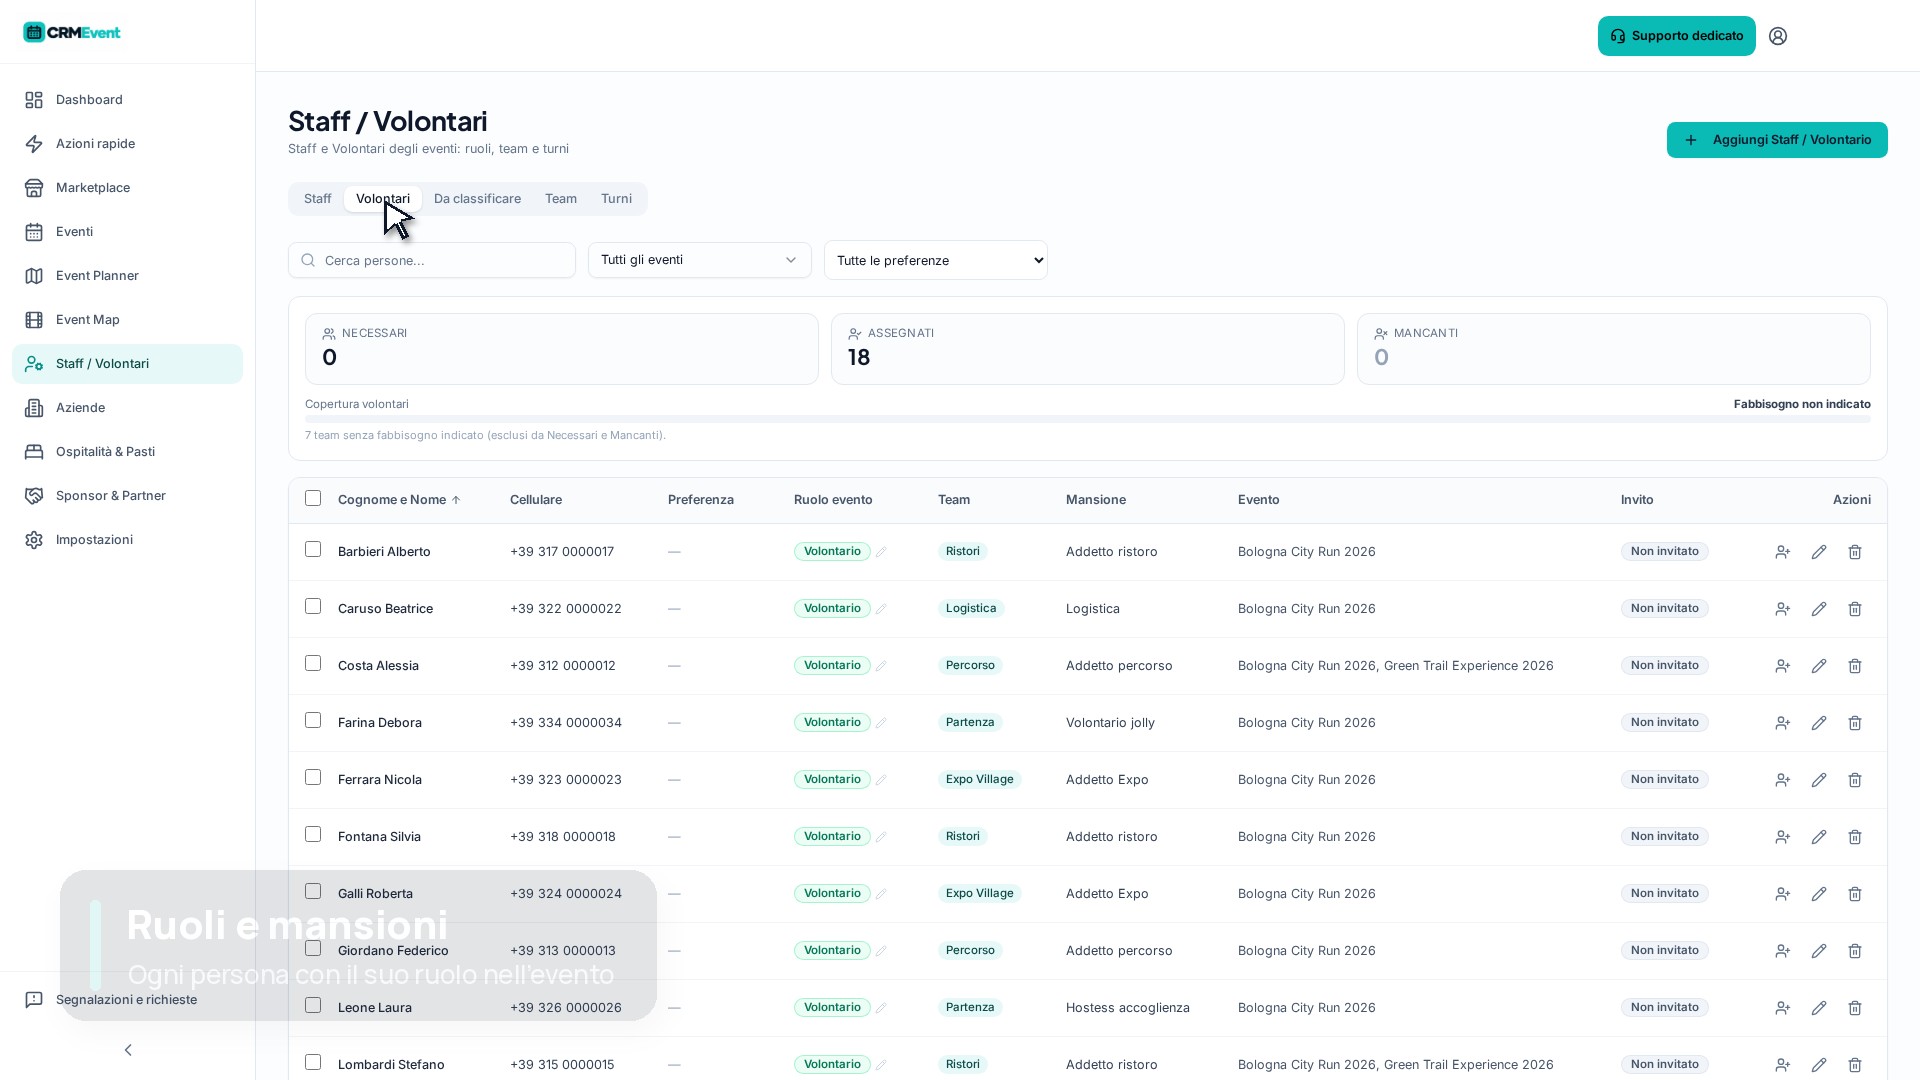 CRMEvent
Supporto dedicato
Dashboard
Azioni rapide
Marketplace
Eventi
Event Planner
Event Map
Staff / Volontari
Aziende
Ospitalità & Pasti
Sponsor & Partner
Impostazioni
Segnalazioni e richieste
Staff / Volontari
Staff e Volontari degli eventi: ruoli, team e turni
Aggiungi Staff / Volontario
Staff Volontari Da classificare Team Turni
Cerca persone... Tutti gli eventi Tutte le preferenze
NECESSARI ASSEGNATI MANCANTI
0 18 0
Copertura volontari Fabbisogno non indicato
7 team senza fabbisogno indicato (esclusi da Necessari e Mancanti).
Cognome e Nome Cellulare Preferenza Ruolo evento Team Mansione Evento Invito Azioni
Barbieri Alberto +39 317 0000017 — Volontario Ristori Addetto ristoro Bologna City Run 2026 Non invitato
Caruso Beatrice +39 322 0000022 — Volontario Logistica Logistica Bologna City Run 2026 Non invitato
Costa Alessia +39 312 0000012 — Volontario Percorso Addetto percorso Bologna City Run 2026, Green Trail Experience 2026 Non invitato
Farina Debora +39 334 0000034 — Volontario Partenza Volontario jolly Bologna City Run 2026 Non invitato
Ferrara Nicola +39 323 0000023 — Volontario Expo Village Addetto Expo Bologna City Run 2026 Non invitato
Fontana Silvia +39 318 0000018 — Volontario Ristori Addetto ristoro Bologna City Run 2026 Non invitato
Galli Roberta +39 324 0000024 — Volontario Expo Village Addetto Expo Bologna City Run 2026 Non invitato
Giordano Federico +39 313 0000013 — Volontario Percorso Addetto percorso Bologna City Run 2026 Non invitato
Leone Laura +39 326 0000026 — Volontario Partenza Hostess accoglienza Bologna City Run 2026 Non invitato
Lombardi Stefano +39 315 0000015 — Volontario Ristori Addetto ristoro Bologna City Run 2026, Green Trail Experience 2026 Non invitato
Ruoli e mansioni
Ogni persona con il suo ruolo nell'evento